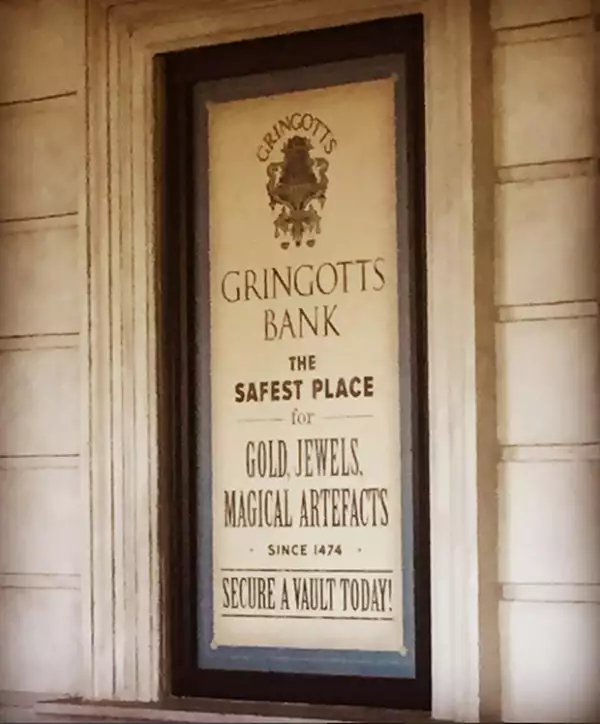 GRINGOTTS
GRINGOTTS
BANK
THE
SAFEST PLACE
for
GOLD, JEWELS,
MAGICAL ARTEFACTS
· SINCE 1474 ·
SECURE A VAULT TODAY!